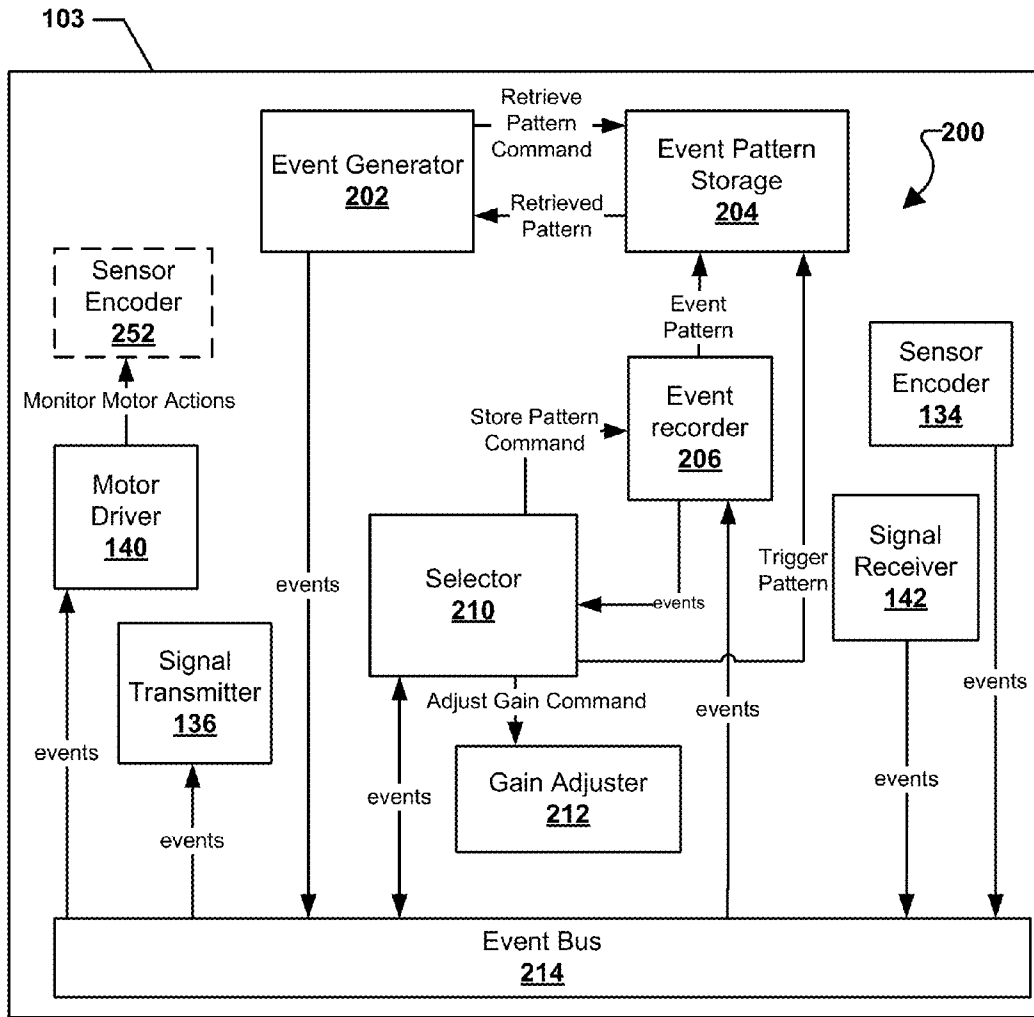 103
200
Retrieve
Pattern
Command
Event Generator
202
Event Pattern
Storage
204
Retrieved
Pattern
Sensor
Encoder
252
Event
Pattern
Sensor
Encoder
134
Monitor Motor Actions
Store Pattern
Command
Event
recorder
206
Motor
Driver
140
Signal
Receiver
142
Selector
210
Trigger
Pattern
events
events
Signal
Transmitter
136
Adjust Gain Command
events
events
events
Gain Adjuster
212
events
events
events
Event Bus
214